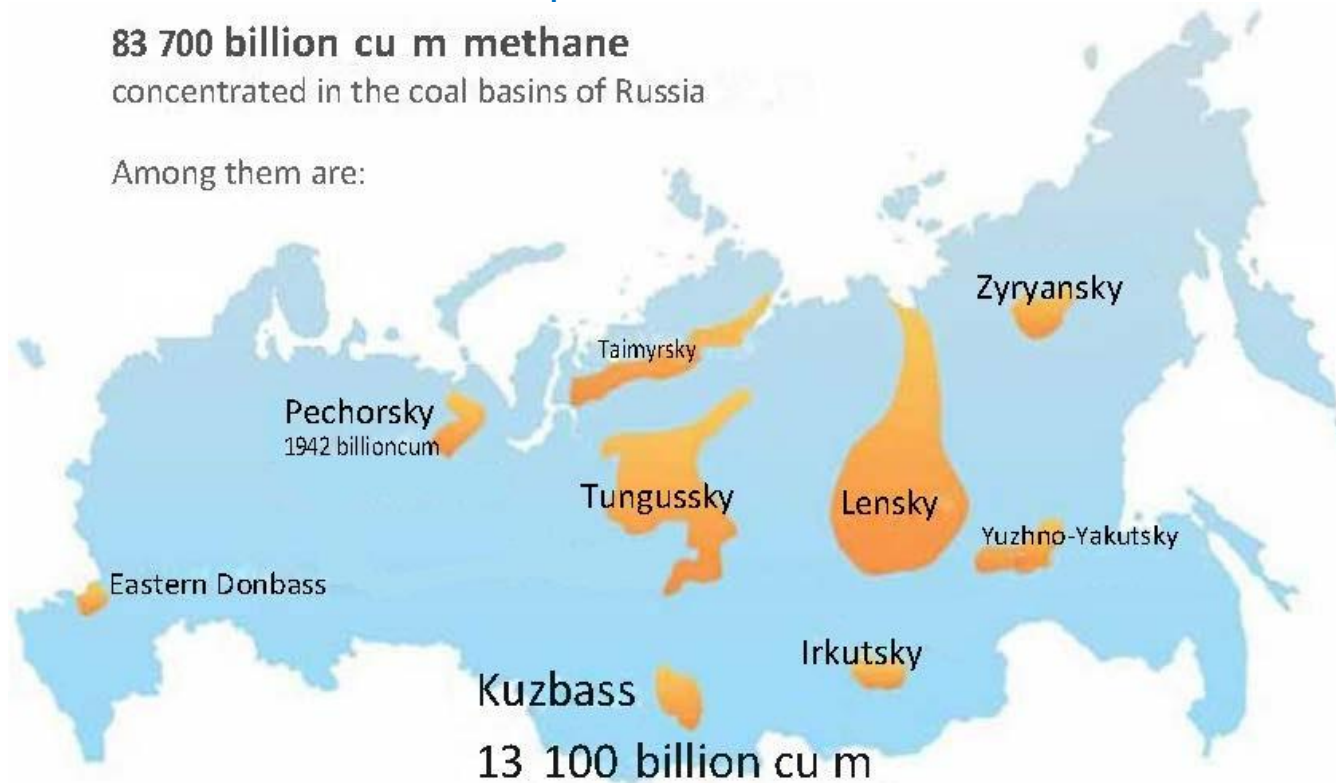 83 700 billion cu m methane
concentrated in the coal basins of Russia
Among them are:
Zyryansky
Taimyrsky
Pechorsky
1942 billioncum
Tungussky
Lensky
Yuzhno-Yakutsky
Eastern Donbass
Irkutsky
Kuzbass
13 100 billion cu m